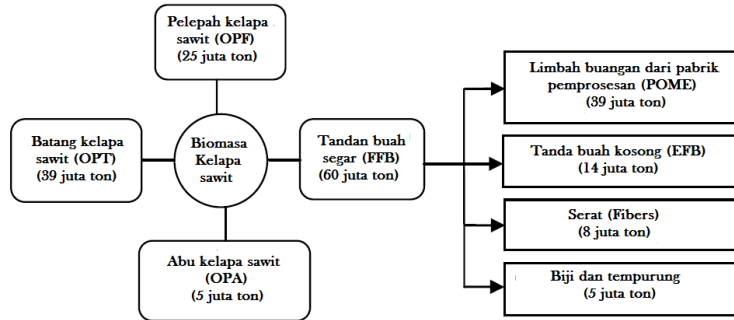 Pelepah kelapa
sawit (OPF)
(25 juta ton)
Batang kelapa
sawit (OPT)
(39 juta ton)
Biomasa
Kelapa
sawit
Tandan buah
segar (FFB)
(60 juta ton)
Abu kelapa sawit
(OPA)
(5 juta ton)
Limbah buangan dari pabrik
pemprosesan (POME)
(39 juta ton)
Tanda buah kosong (EFB)
(14 juta ton)
Serat (Fibers)
(8 juta ton)
Biji dan tempurung
(5 juta ton)